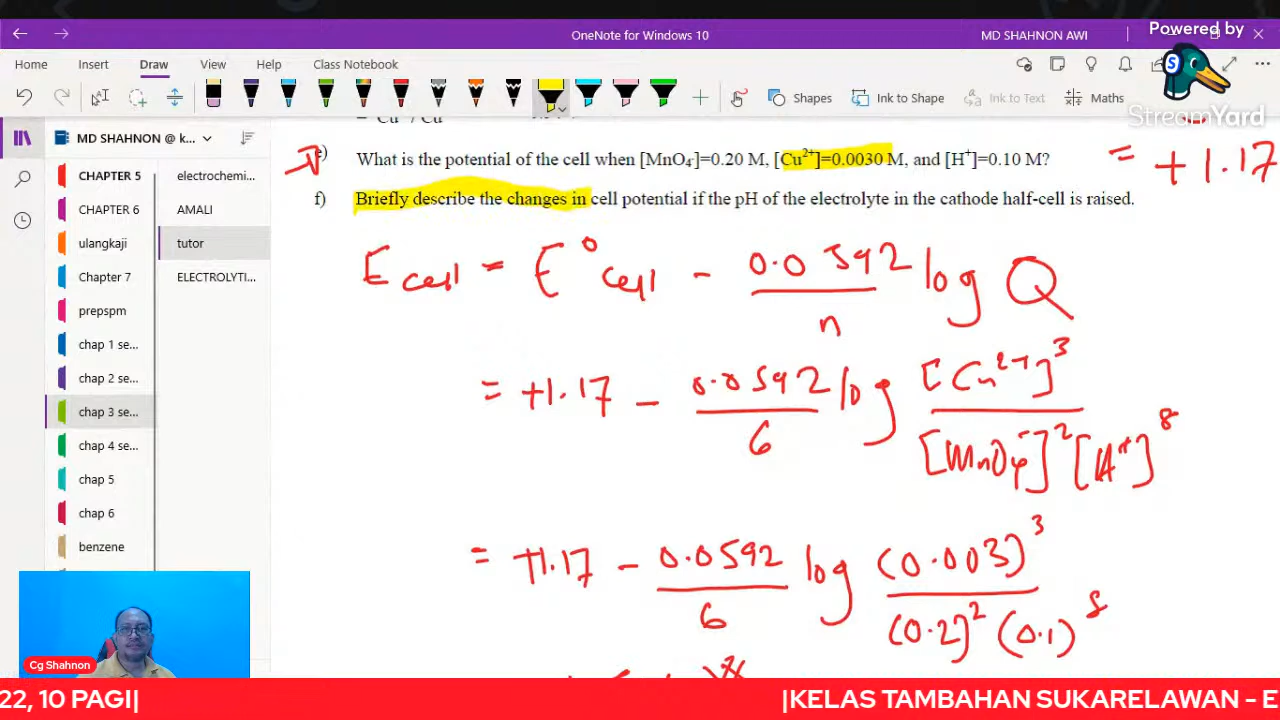 OneNote for Windows 10
MD SHAHNON AWI
Powered by
StreamYard
Home Insert Draw View Help Class Notebook
Shapes Ink to Shape Ink to Text Maths
MD SHAHNON @ k...
CHAPTER 5
CHAPTER 6
ulangkaji
Chapter 7
prepspm
chap 1 se...
chap 2 se...
chap 3 se...
chap 4 se...
chap 5
chap 6
benzene
electrochemi...
AMALI
tutor
ELECTROLYTI...
e) What is the potential of the cell when [MnO₄⁻]=0.20 M, [Cu²⁺]=0.0030 M, and [H⁺]=0.10 M?
= +1.17
f) Briefly describe the changes in cell potential if the pH of the electrolyte in the cathode half-cell is raised.
E cell = E⁰ cell - 0.0592/n log Q
= +1.17 - 0.0592/6 log [Cu²⁺]³/[MnO₄⁻]²[H⁺]⁸
= +1.17 - 0.0592/6 log (0.003)³/(0.2)²(0.1)⁸
Cg Shahnon
22, 10 PAGI| |KELAS TAMBAHAN SUKARELAWAN - E